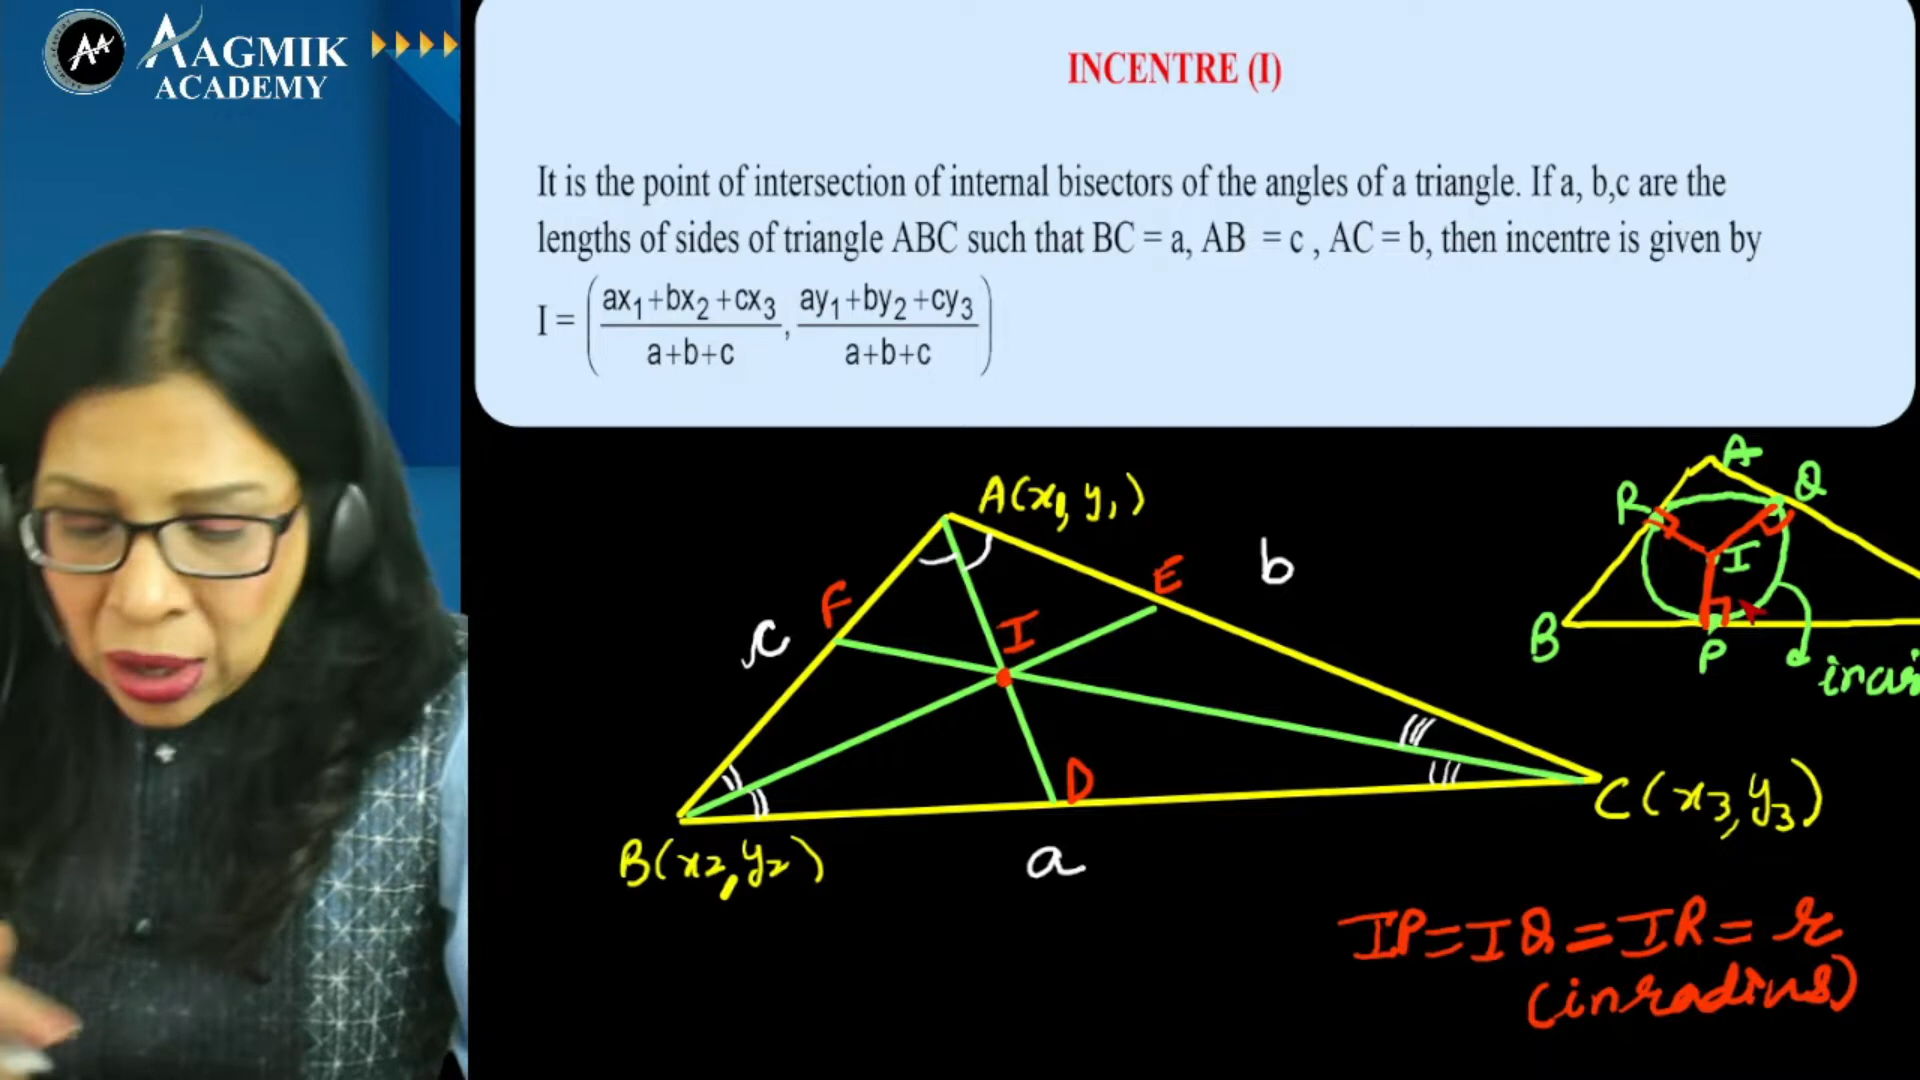 AAGMIK
ACADEMY
INCENTRE (I)
It is the point of intersection of internal bisectors of the angles of a triangle. If a, b,c are the
lengths of sides of triangle ABC such that BC = a, AB = c , AC = b, then incentre is given by
I = (ax₁+bx₂+cx₃/a+b+c, ay₁+by₂+cy₃/a+b+c)
A(x₁, y₁)
F
E
b
c
I
D
B(x₂, y₂)
a
C(x₃, y₃)
A
R
Q
I
B
P
IP = IQ = IR = r
(inradius)